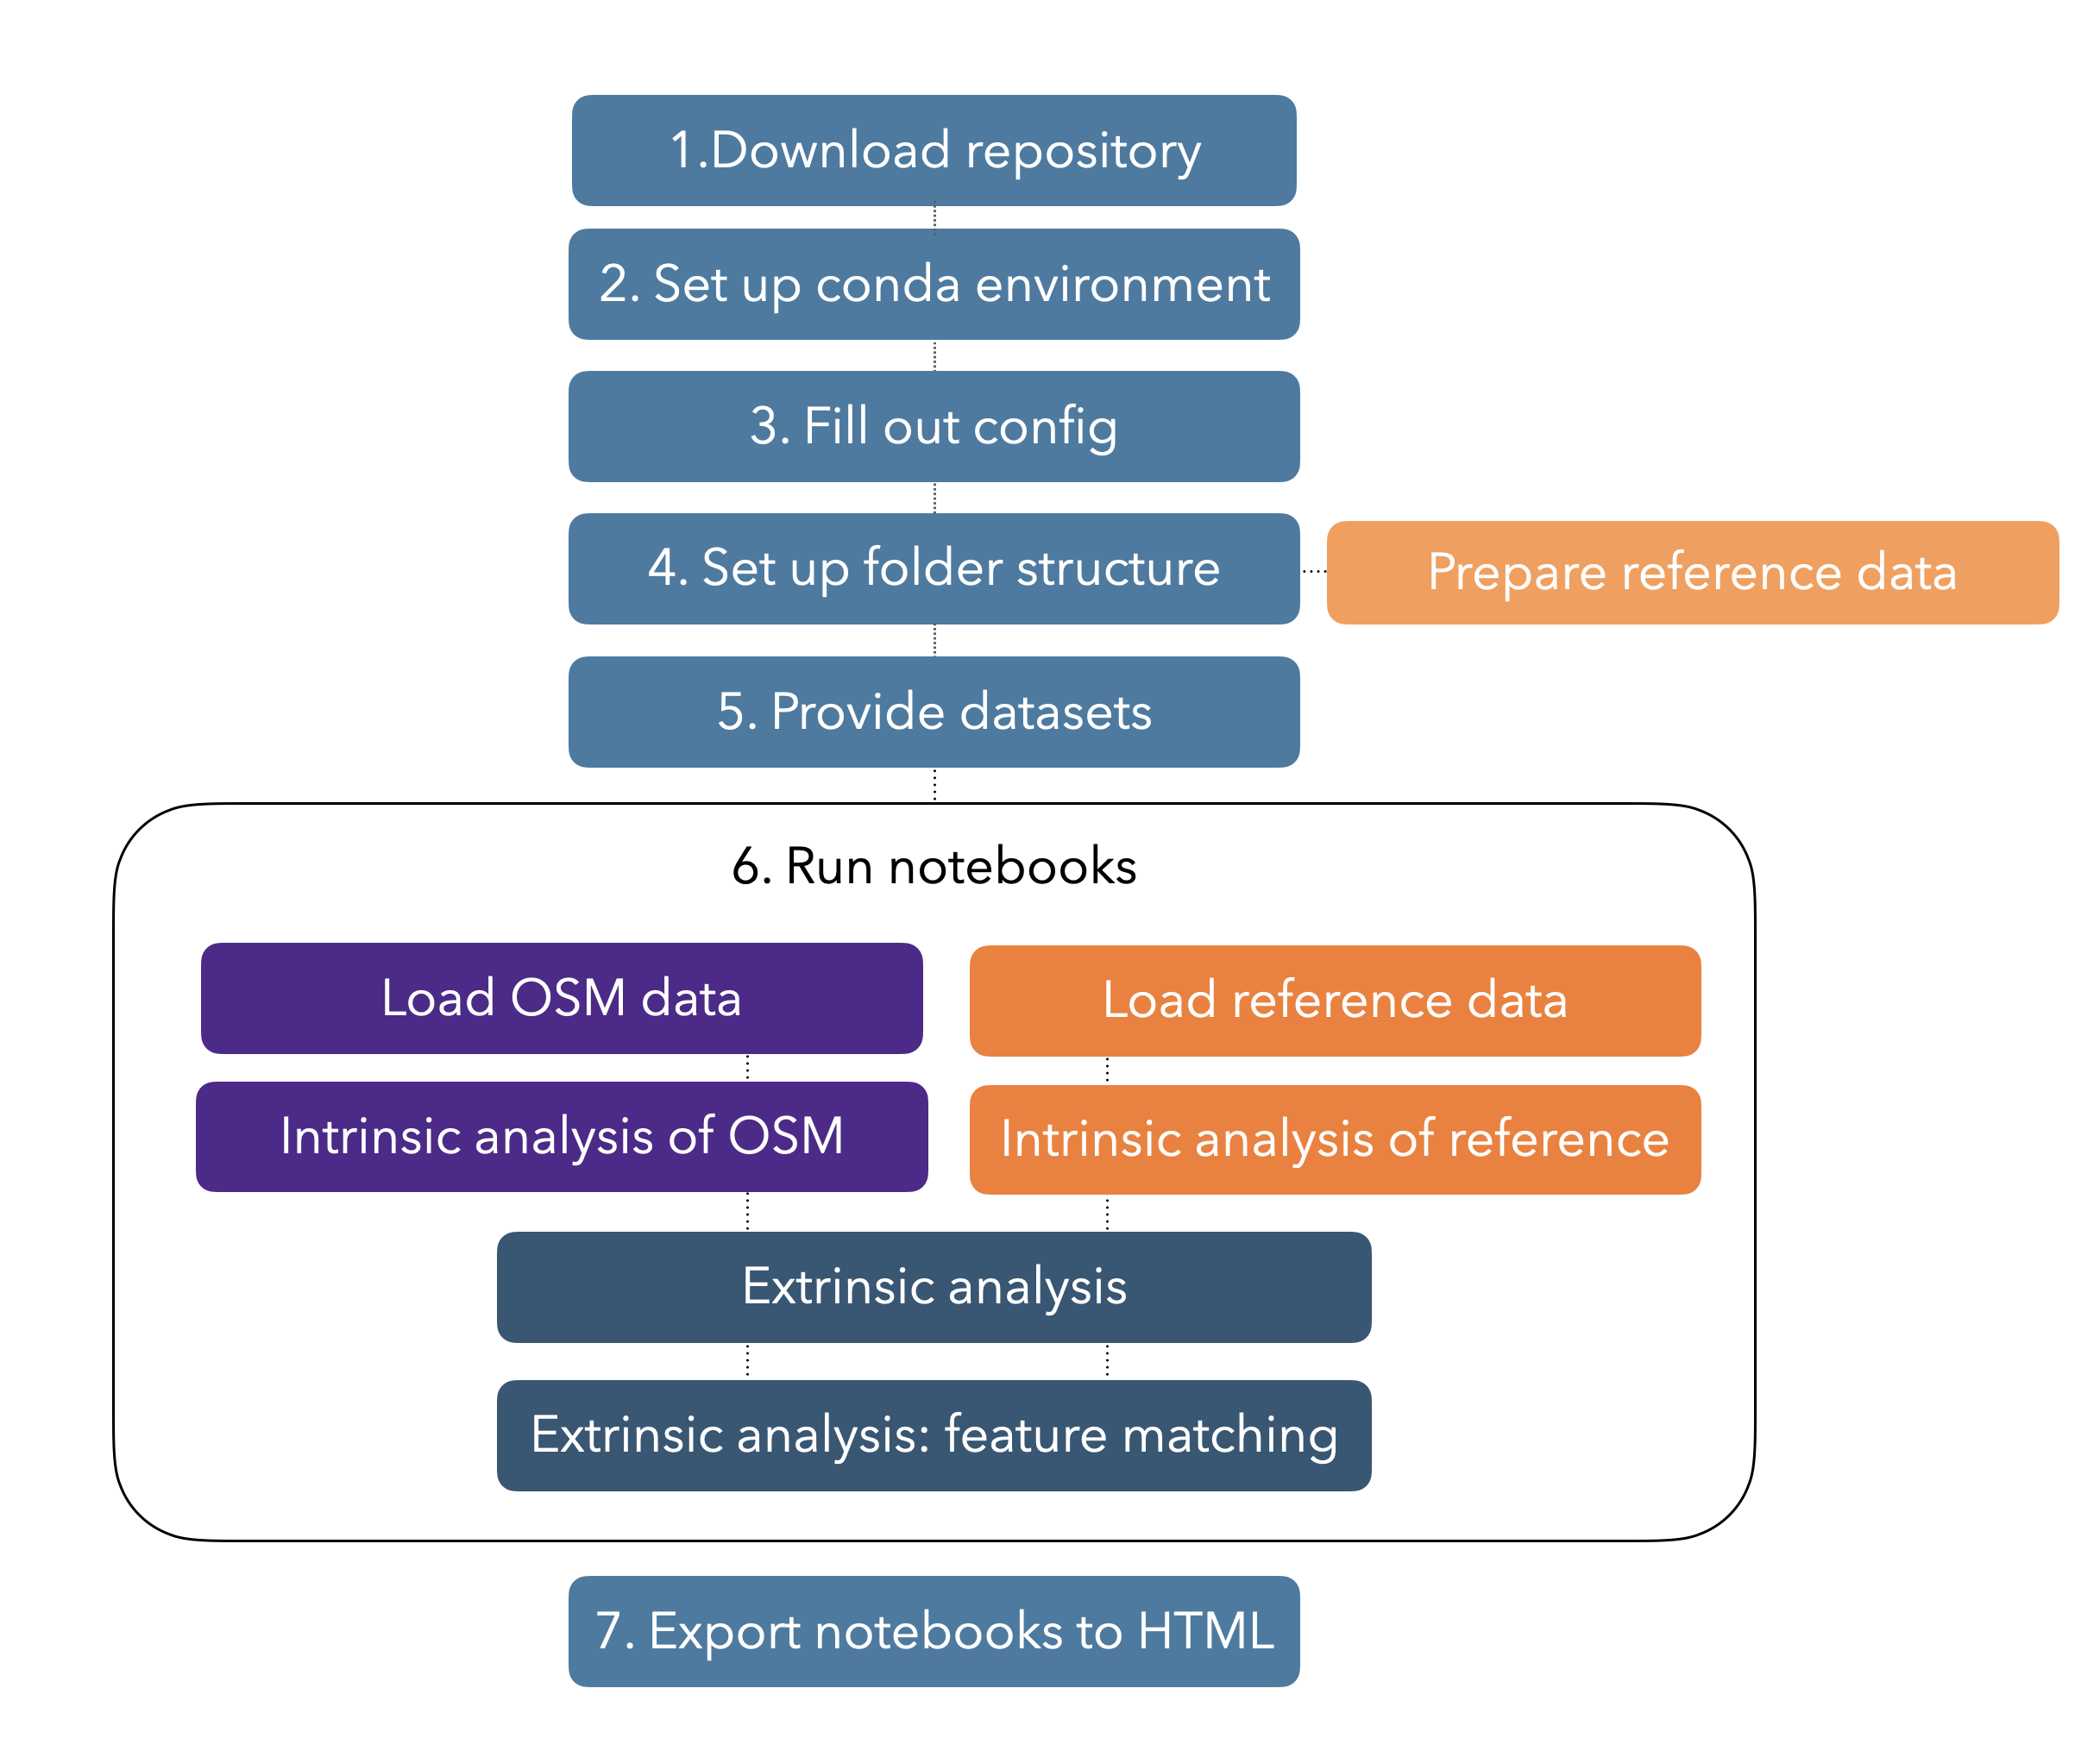 1.Download repository
2. Set up conda environment
3. Fill out config
4. Set up folder structure
Prepare reference data
5. Provide datasets
6. Run notebooks
Load OSM data
Load reference data
Intrinsic analysis of OSM
Intrinsic analysis of reference
Extrinsic analysis
Extrinsic analysis: feature matching
7. Export notebooks to HTML